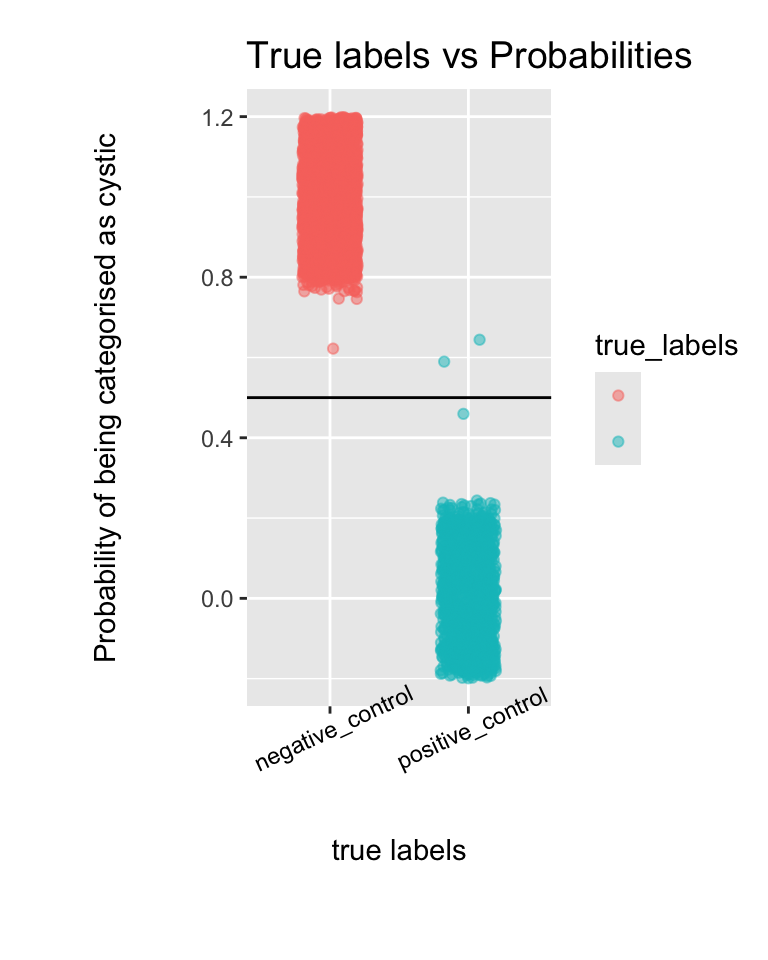 True labels vs Probabilities
Probability of being categorised as cystic
1.2
0.8
0.4
0.0
negative_control
positive_control
true labels
true_labels